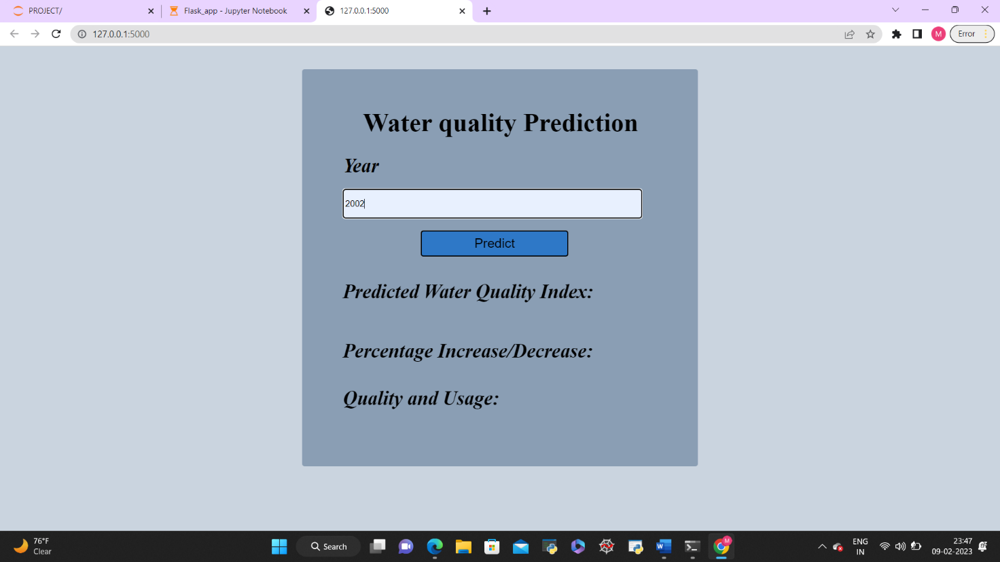 PROJECT/
Flask_app - Jupyter Notebook
127.0.0.1:5000
127.0.0.1:5000
M
Error
Water quality Prediction
Year
2002
Predict
Predicted Water Quality Index:
Percentage Increase/Decrease:
Quality and Usage:
76°F
Clear
Search
M
ENG
IN
23:47
09-02-2023